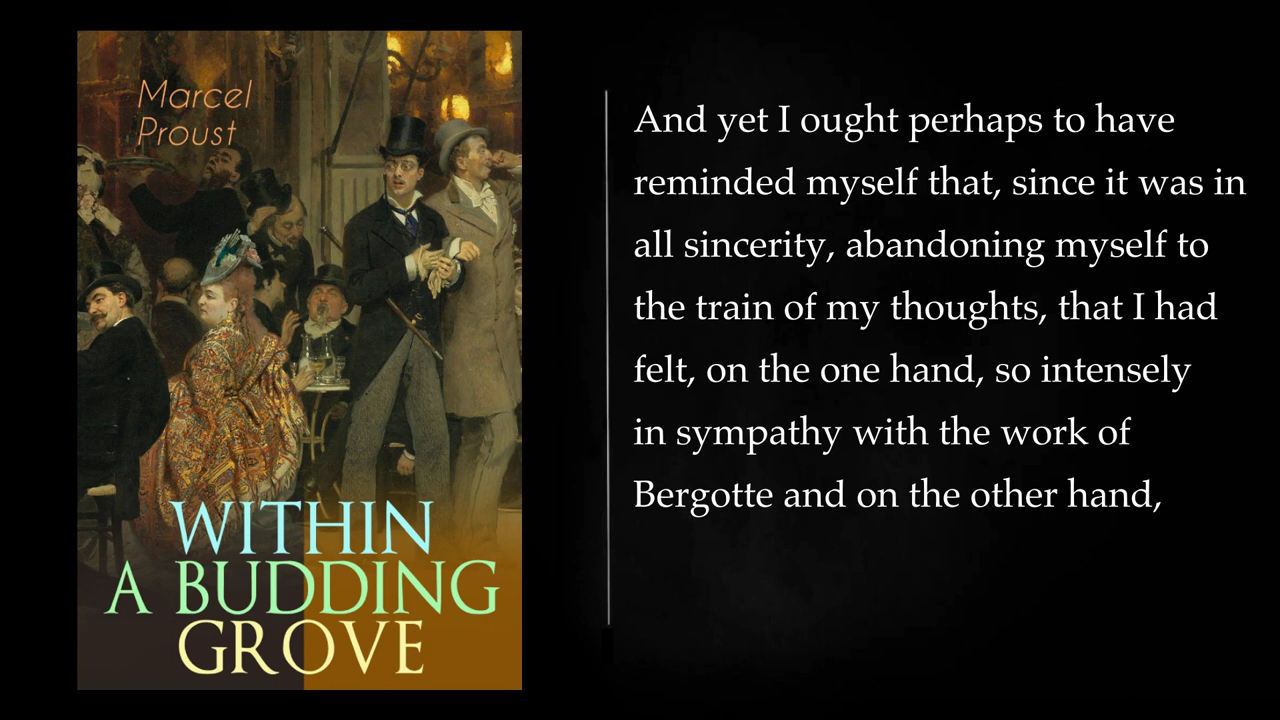 Marcel
Proust
WITHIN
A BUDDING
GROVE
And yet I ought perhaps to have
reminded myself that, since it was in
all sincerity, abandoning myself to
the train of my thoughts, that I had
felt, on the one hand, so intensely
in sympathy with the work of
Bergotte and on the other hand,